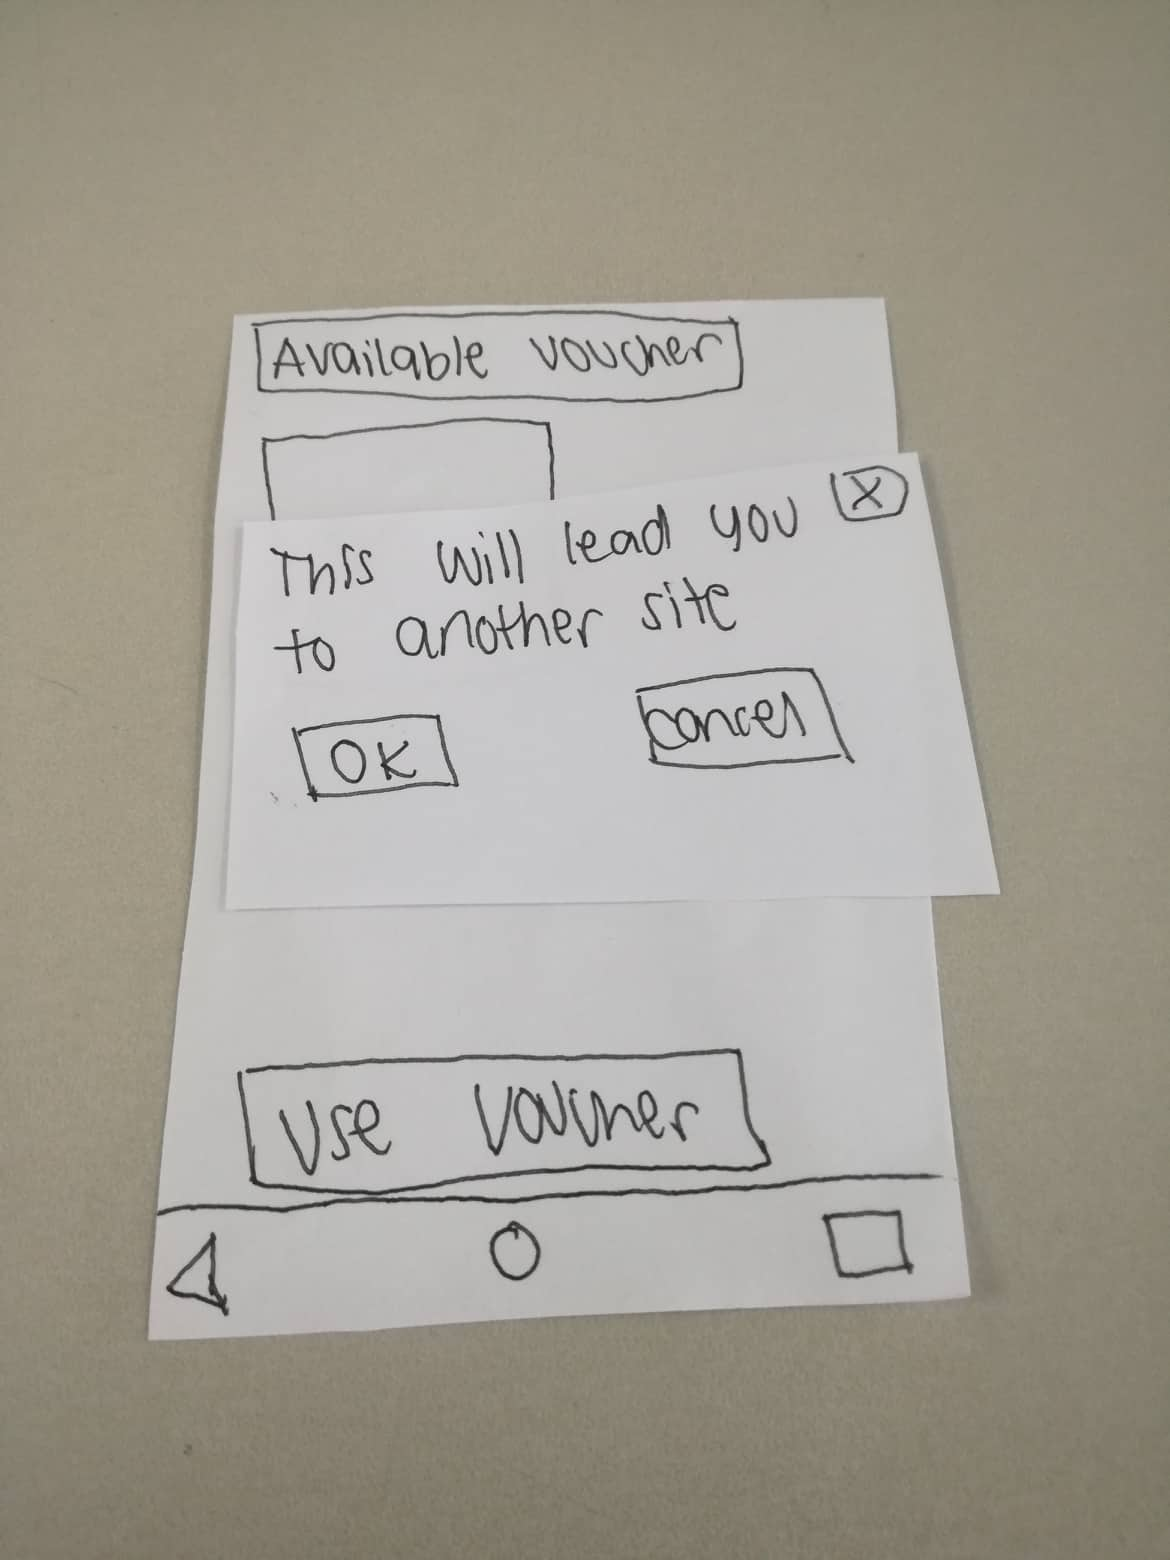 Available voucher
X
This will lead you
to another site
OK
cancel
Use Voucher